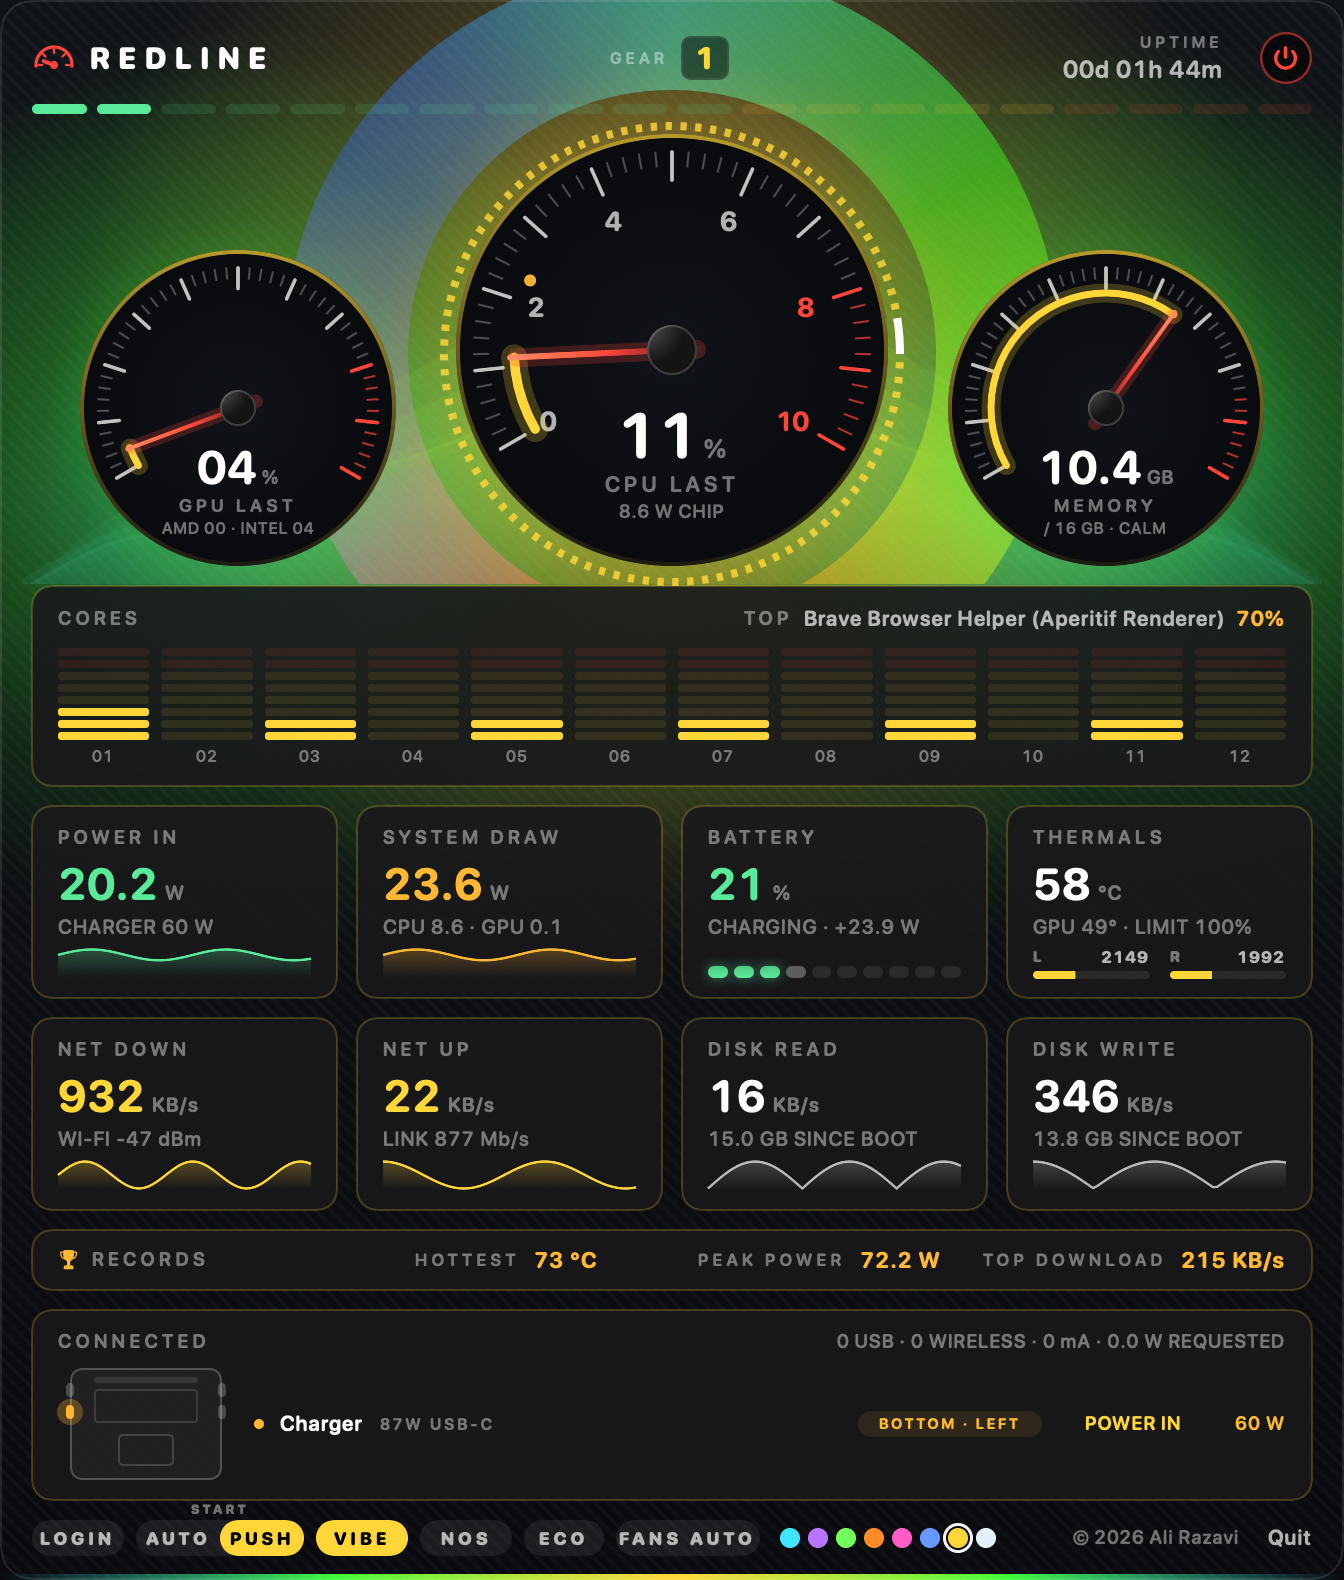 REDLINE
GEAR 1
UPTIME
00d 01h 44m
4 6
2 8
0 10
11 %
CPU LAST
8.6 W CHIP
04 %
GPU LAST
AMD 00 · INTEL 04
10.4 GB
MEMORY
/ 16 GB · CALM
CORES TOP Brave Browser Helper (Aperitif Renderer) 70%
01 02 03 04 05 06 07 08 09 10 11 12
POWER IN
20.2 W
CHARGER 60 W
SYSTEM DRAW
23.6 W
CPU 8.6 · GPU 0.1
BATTERY
21 %
CHARGING · +23.9 W
THERMALS
58 °C
GPU 49° · LIMIT 100%
L 2149 R 1992
NET DOWN
932 KB/s
WI-FI -47 dBm
NET UP
22 KB/s
LINK 877 Mb/s
DISK READ
16 KB/s
15.0 GB SINCE BOOT
DISK WRITE
346 KB/s
13.8 GB SINCE BOOT
RECORDS HOTTEST 73 °C PEAK POWER 72.2 W TOP DOWNLOAD 215 KB/s
CONNECTED 0 USB · 0 WIRELESS · 0 mA · 0.0 W REQUESTED
Charger 87W USB-C BOTTOM · LEFT POWER IN 60 W
START
LOGIN AUTO PUSH VIBE NOS ECO FANS AUTO © 2026 Ali Razavi Quit